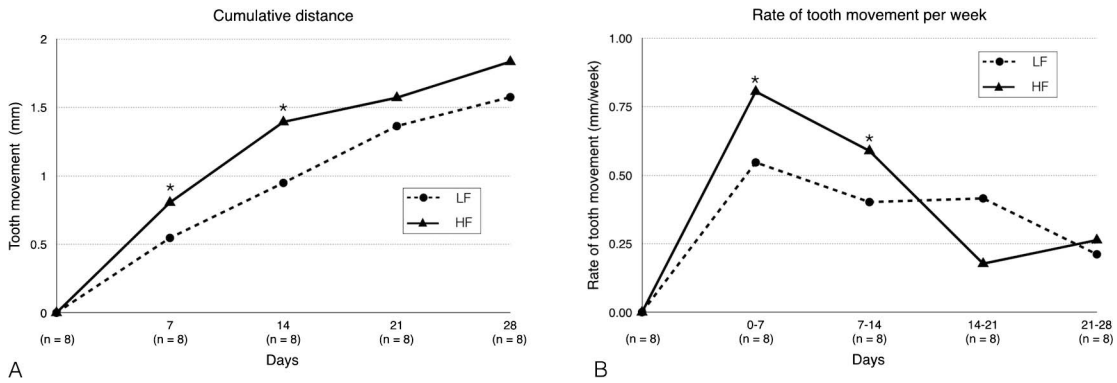 Cumulative distance
2
1.5
1
0.5
0
Tooth movement (mm)
*
*
LF
HF
7
14
21
28
(n = 8)
(n = 8)
(n = 8)
(n = 8)
(n = 8)
Days
A
Rate of tooth movement per week
1.00
0.75
0.50
0.25
0.00
Rate of tooth movement (mm/week)
*
*
LF
HF
0-7
7-14
14-21
21-28
(n = 8)
(n = 8)
(n = 8)
(n = 8)
(n = 8)
Days
B